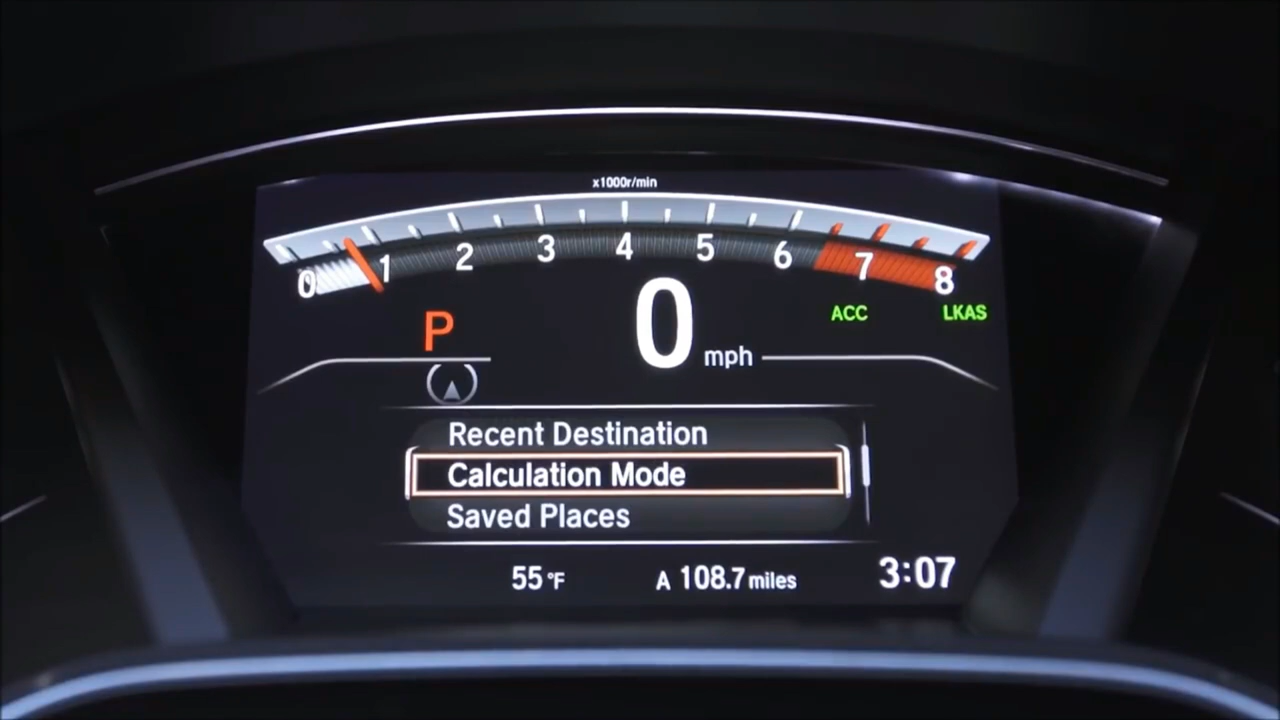 x1000r/min
0 1 2 3 4 5 6 7 8
P 0 mph ACC LKAS
Recent Destination
Calculation Mode
Saved Places
55 °F A 108.7 miles 3:07